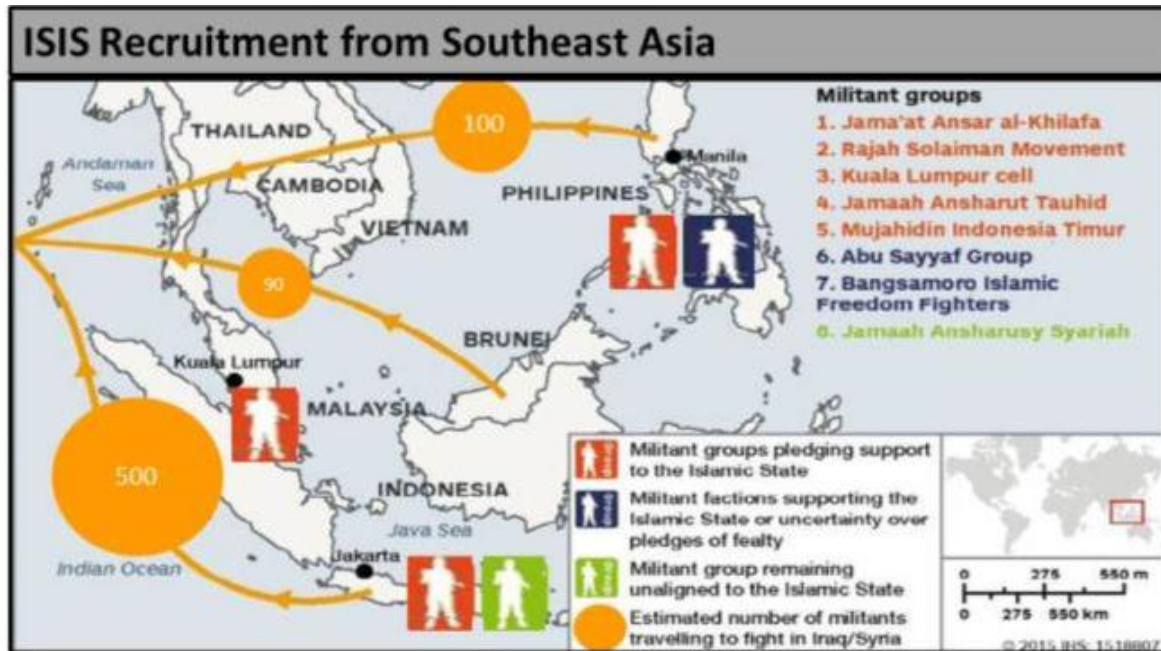 ISIS Recruitment from Southeast Asia
THAILAND
Andaman
Sea
CAMBODIA
VIETNAM
100
Manila
PHILIPPINES
90
BRUNEI
Kuala Lumpur
MALAYSIA
500
INDONESIA
Java Sea
Jakarta
Indian Ocean
Militant groups
1. Jama'at Ansar al-Khilafa
2. Rajah Solaiman Movement
3. Kuala Lumpur cell
4. Jamaah Ansharut Tauhid
5. Mujahidin Indonesia Timur
6. Abu Sayyaf Group
7. Bangsamoro Islamic
Freedom Fighters
8. Jamaah Ansharusy Syariah
Militant groups pledging support
to the Islamic State
Militant factions supporting the
Islamic State or uncertainty over
pledges of fealty
Militant group remaining
unaligned to the Islamic State
Estimated number of militants
travelling to fight in Iraq/Syria
0 275 550 m
0 275 550 km
© 2015 IHS: 1518807